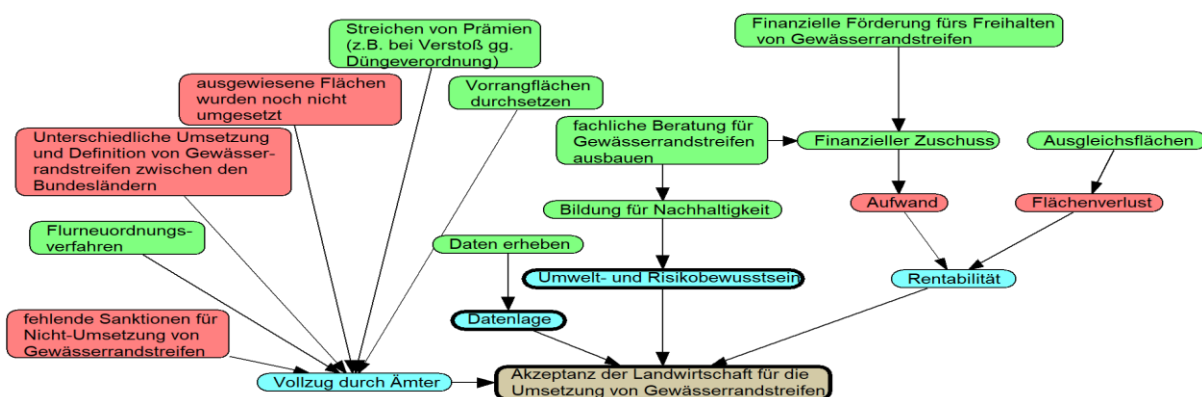 Streichen von Prämien
(z.B. bei Verstoß gg.
Düngeverordnung)
Finanzielle Förderung fürs Freihalten
von Gewässerrandstreifen
ausgewiesene Flächen
wurden noch nicht
umgesetzt
Vorrangflächen
durchsetzen
Unterschiedliche Umsetzung
und Definition von Gewässer-
randstreifen zwischen den
Bundesländern
fachliche Beratung für
Gewässerrandstreifen
ausbauen
Finanzieller Zuschuss
Ausgleichsflächen
Aufwand
Flächenverlust
Bildung für Nachhaltigkeit
Flurneuordnungs-
verfahren
Daten erheben
Umwelt- und Risikobewusstsein
Rentabilität
fehlende Sanktionen für
Nicht-Umsetzung von
Gewässerrandstreifen
Datenlage
Vollzug durch Ämter
Akzeptanz der Landwirtschaft für die
Umsetzung von Gewässerrandstreifen